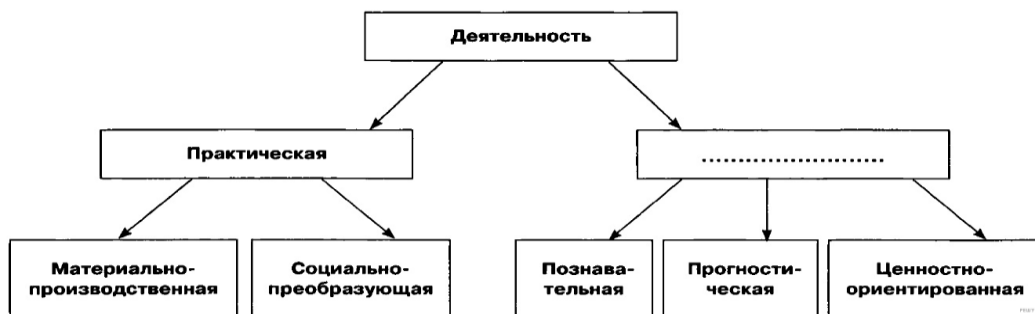 Деятельность
Практическая
............................
Материально-
производственная
Социально-
преобразующая
Познава-
тельная
Прогности-
ческая
Ценностно-
ориентированная